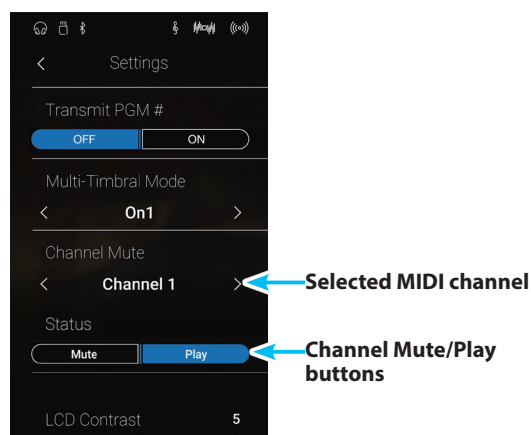 Settings
Transmit PGM #
OFF ON
Multi-Timbral Mode
On1
Channel Mute
Channel 1
Selected MIDI channel
Status
Mute Play
Channel Mute/Play
buttons
LCD Contrast 5